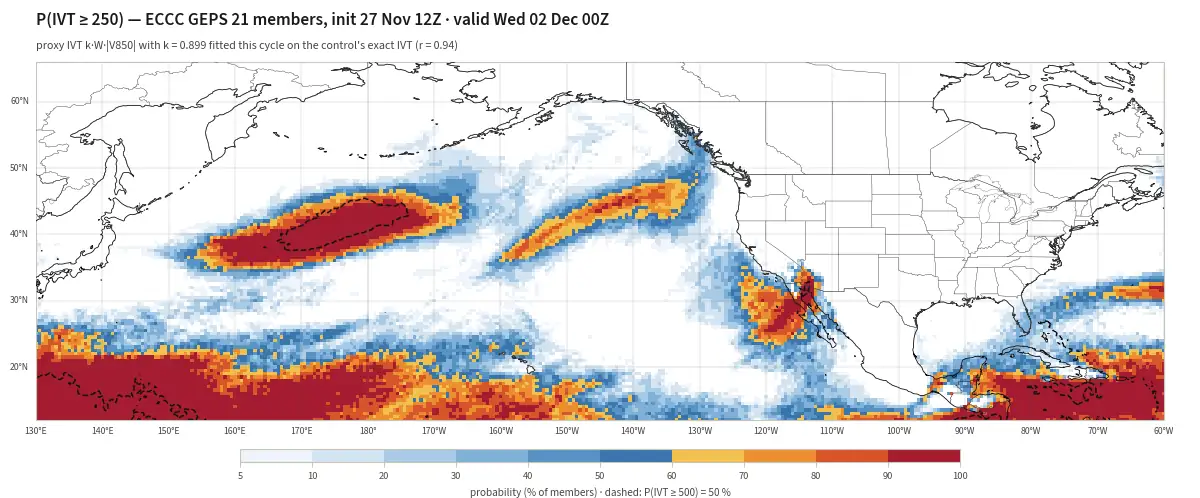 P(IVT ≥ 250) — ECCC GEPS 21 members, init 27 Nov 12Z · valid Wed 02 Dec 00Z
proxy IVT k·W·|V850| with k = 0.899 fitted this cycle on the control's exact IVT (r = 0.94)
60°N
50°N
40°N
30°N
20°N
130°E 140°E 150°E 160°E 170°E 180° 170°W 160°W 150°W 140°W 130°W 120°W 110°W 100°W 90°W 80°W 70°W 60°W
5 10 20 30 40 50 60 70 80 90 100
probability (% of members) · dashed: P(IVT ≥ 500) = 50 %